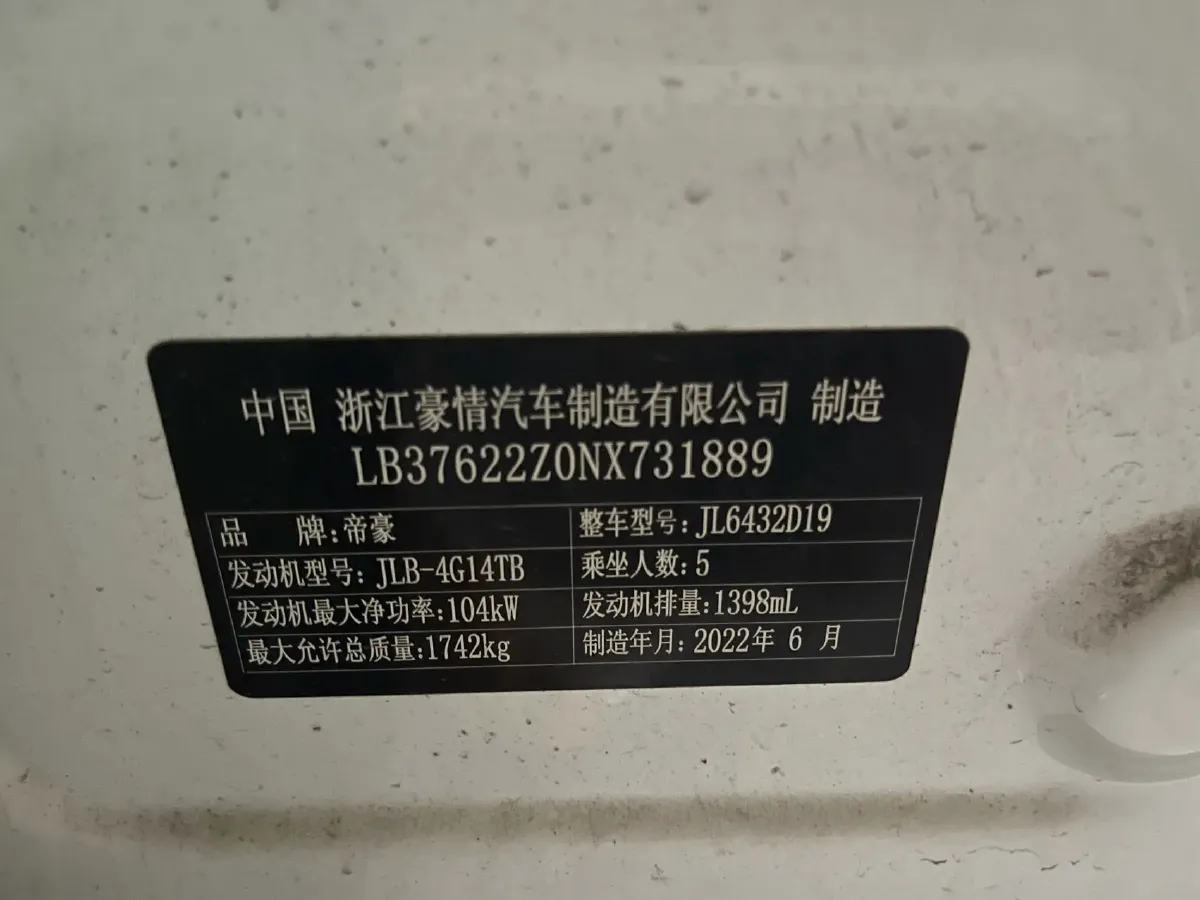 中国 浙江豪情汽车制造有限公司 制造
LB37622Z0NX731889
品 牌:帝豪 整车型号:JL6432D19
发动机型号: JLB-4G14TB 乘坐人数:5
发动机最大净功率:104kW 发动机排量:1398mL
最大允许总质量:1742kg 制造年月:2022年 6 月